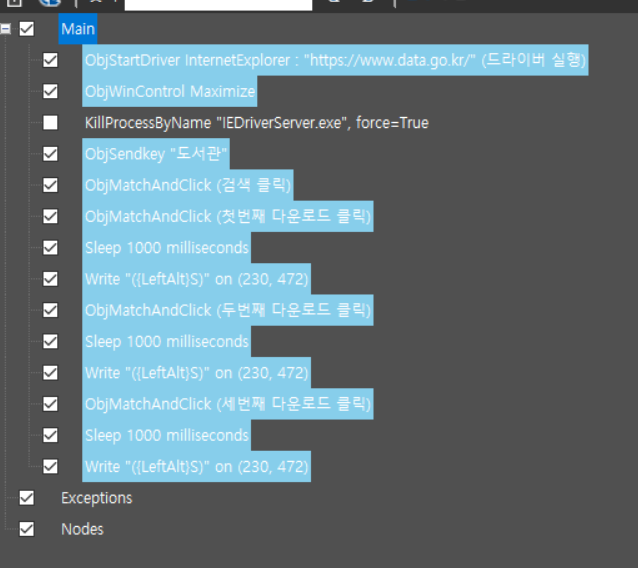 Main
ObjStartDriver InternetExplorer : "https://www.data.go.kr/" (드라이버 실행)
ObjWinControl Maximize
KillProcessByName "IEDriverServer.exe", force=True
ObjSendkey "도서관"
ObjMatchAndClick (검색 클릭)
ObjMatchAndClick (첫번째 다운로드 클릭)
Sleep 1000 milliseconds
Write "({LeftAlt}S)" on (230, 472)
ObjMatchAndClick (두번째 다운로드 클릭)
Sleep 1000 milliseconds
Write "({LeftAlt}S)" on (230, 472)
ObjMatchAndClick (세번째 다운로드 클릭)
Sleep 1000 milliseconds
Write "({LeftAlt}S)" on (230, 472)
Exceptions
Nodes